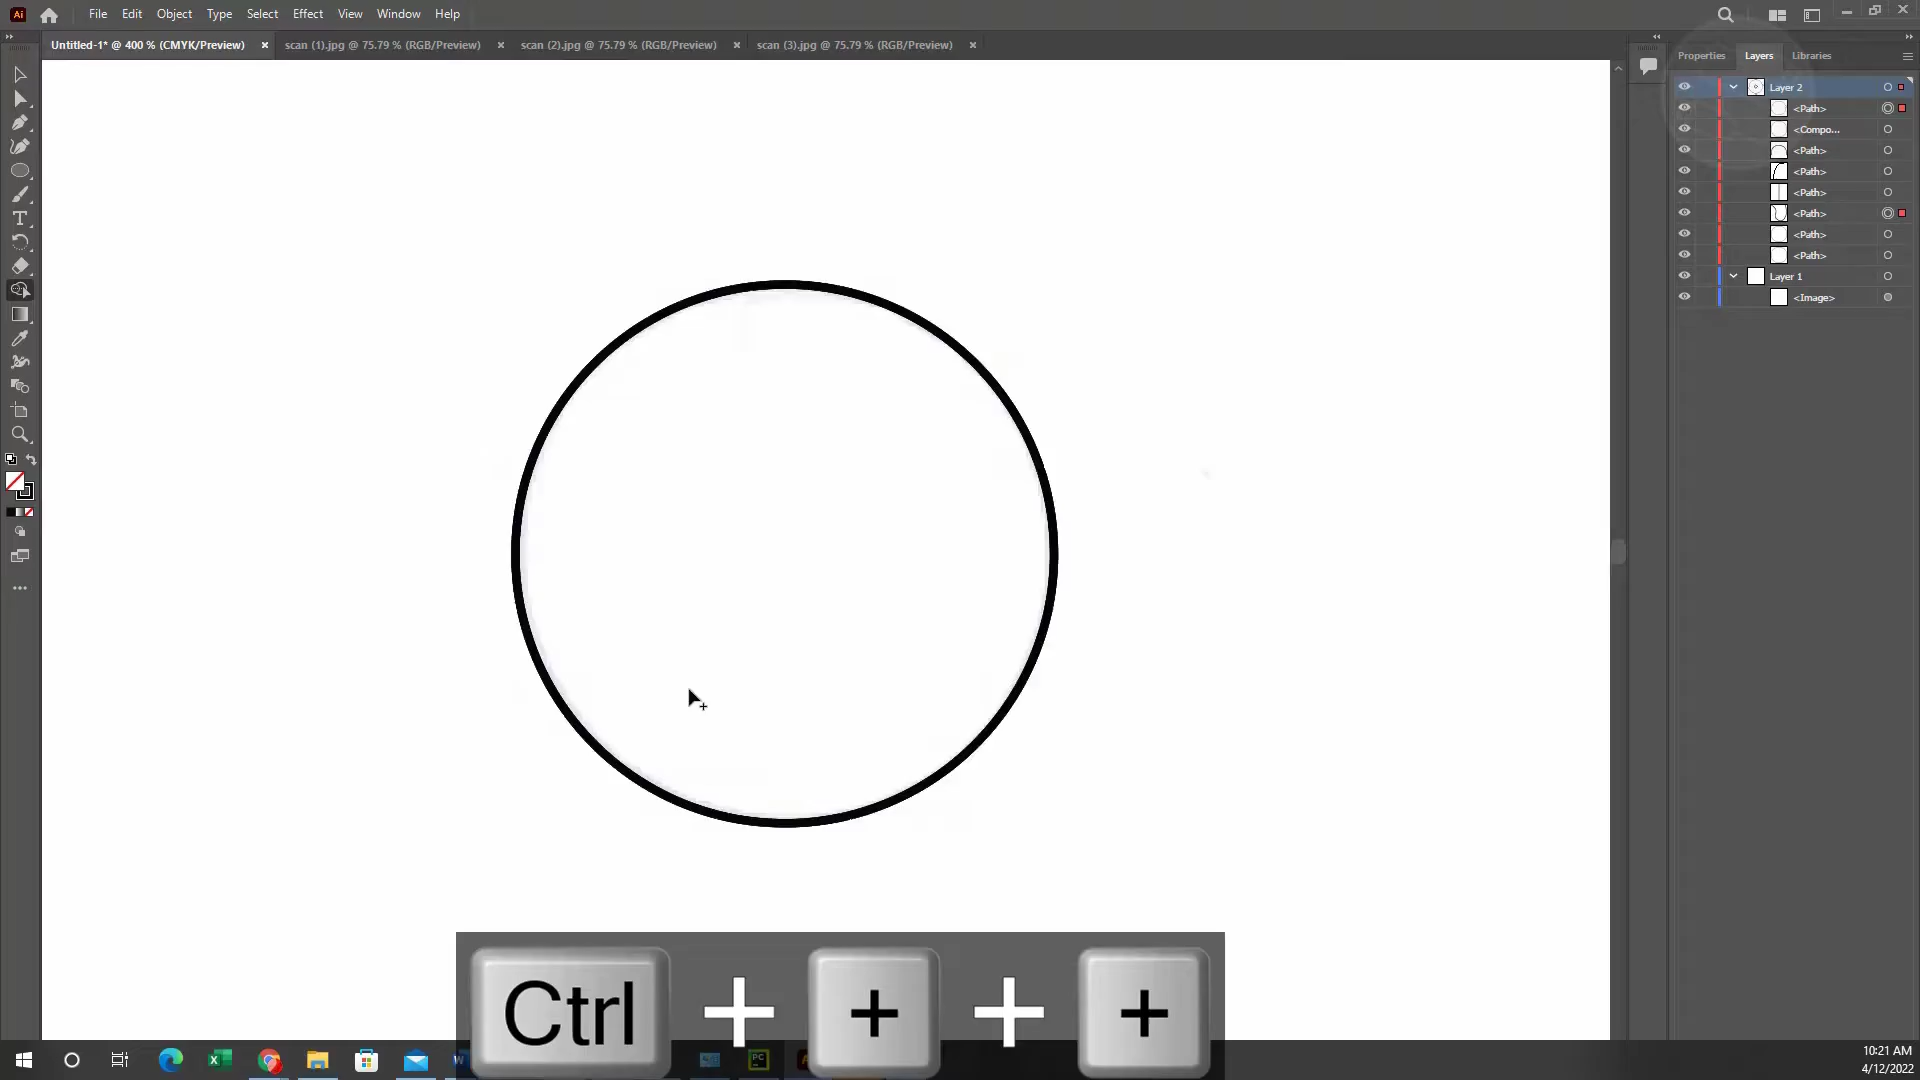 Ai File Edit Object Type Select Effect View Window Help
Untitled-1* @ 400 % (CMYK/Preview) × scan (1).jpg @ 75.79 % (RGB/Preview) × scan (2).jpg @ 75.79 % (RGB/Preview) × scan (3).jpg @ 75.79 % (RGB/Preview) ×
Properties Layers Libraries
Layer 2
<Path>
<Compo...
<Path>
<Path>
<Path>
<Path>
<Path>
<Path>
Layer 1
<Image>
Ctrl + + + +
PC
10:21 AM
4/12/2022